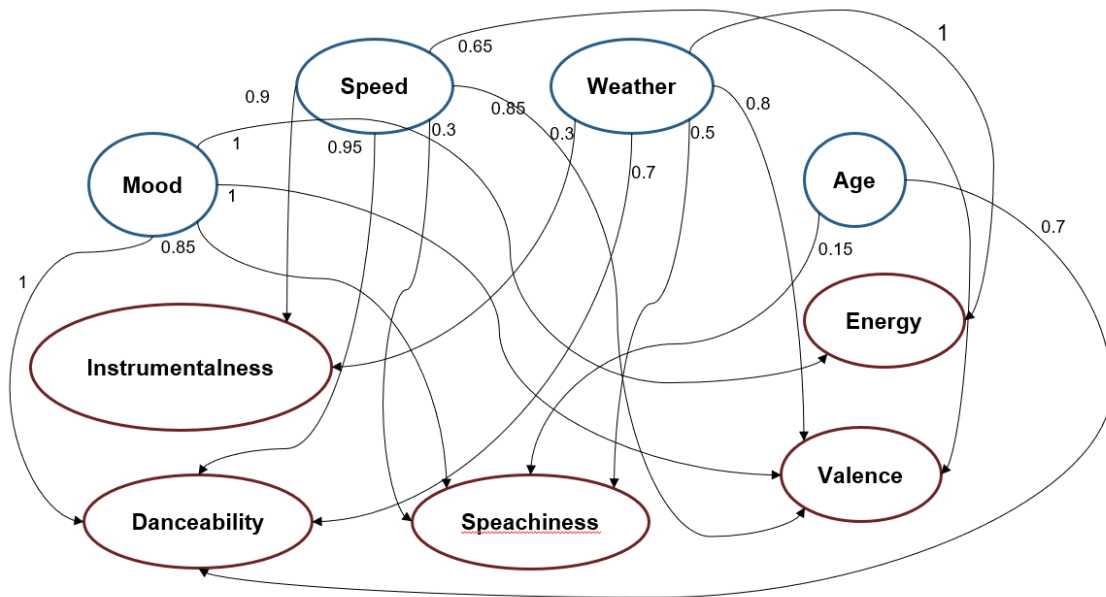 1
0.65
Speed
Weather
0.9
0.85
0.8
0.3
0.3
0.5
1
0.95
0.7
Mood
Age
1
0.7
0.85
0.15
1
Energy
Instrumentalness
Valence
Danceability
Speachiness